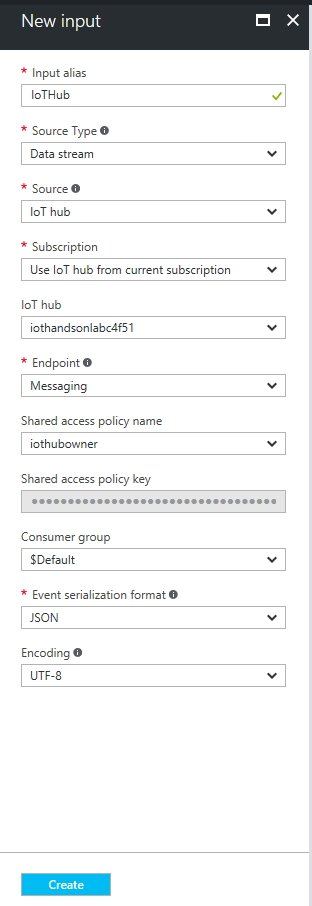 New input
* Input alias
IoTHub
* Source Type
Data stream
* Source
IoT hub
* Subscription
Use IoT hub from current subscription
IoT hub
iothandsonlabc4f51
* Endpoint
Messaging
Shared access policy name
iothubowner
Shared access policy key
Consumer group
$Default
* Event serialization format
JSON
Encoding
UTF-8
Create